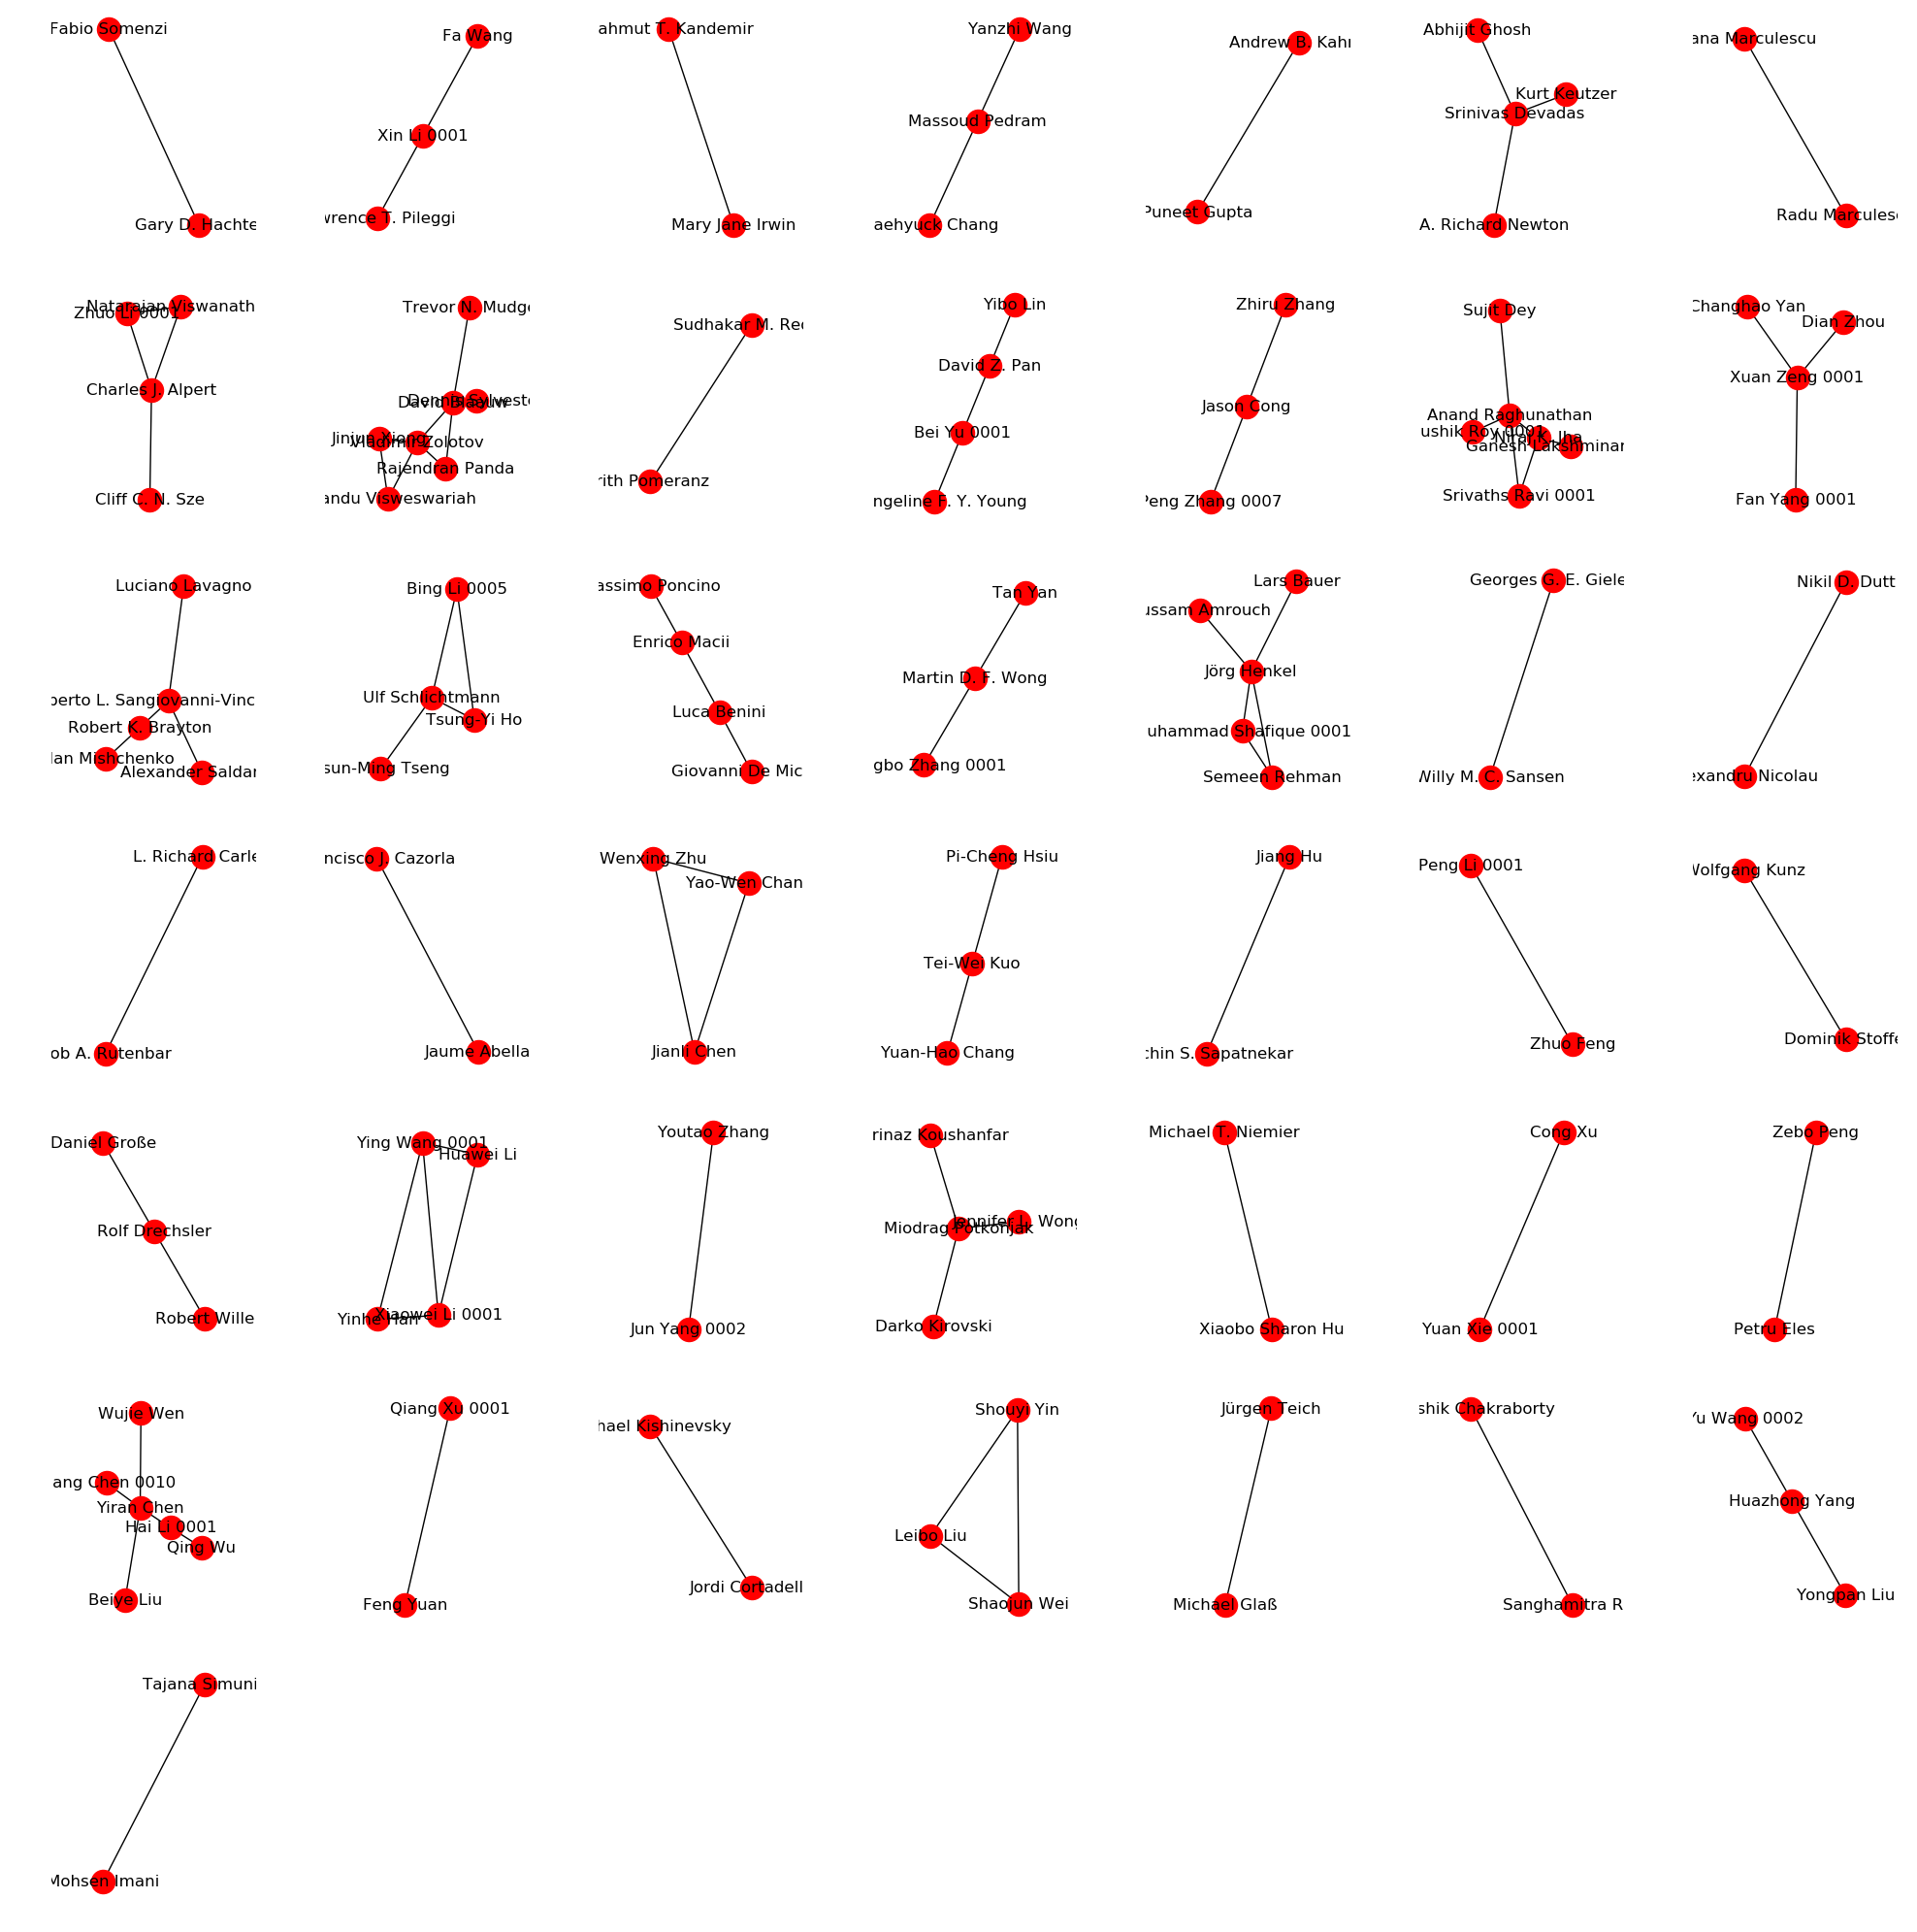 Fabio Somenzi
Gary D. Hachte
Fa Wang
Xin Li 0001
wrence T. Pileggi
ahmut T. Kandemir
Mary Jane Irwin
Yanzhi Wang
Massoud Pedram
aehyuck Chang
Andrew B. Kahn
Puneet Gupta
Abhijit Ghosh
Kurt Keutzer
Srinivas Devadas
A. Richard Newton
ana Marculescu
Radu Marculesc
Natarajan Viswanath
Zhuo Li 0001
Charles J. Alpert
Cliff C. N. Sze
Trevor N. Mudge
Dennis Sylveste
David Blaauw
Jinjun Xiong
Vladimir Zolotov
Rajendran Panda
andu Visweswariah
Sudhakar M. Red
rith Pomeranz
Yibo Lin
David Z. Pan
Bei Yu 0001
ngeline F. Y. Young
Zhiru Zhang
Jason Cong
Peng Zhang 0007
Sujit Dey
Anand Raghunathan
ushik Roy 0001
Niraj K. Jha
Ganesh Lakshminar
Srivaths Ravi 0001
Changhao Yan
Dian Zhou
Xuan Zeng 0001
Fan Yang 0001
Luciano Lavagno
berto L. Sangiovanni-Vinc
Robert K. Brayton
lan Mishchenko
Alexander Saldan
Bing Li 0005
Ulf Schlichtmann
Tsung-Yi Ho
sun-Ming Tseng
assimo Poncino
Enrico Macii
Luca Benini
Giovanni De Mic
Tan Yan
Martin D. F. Wong
gbo Zhang 0001
Lars Bauer
ussam Amrouch
Jörg Henkel
uhammad Shafique 0001
Semeen Rehman
Georges G. E. Giele
Willy M. C. Sansen
Nikil D. Dutt
exandru Nicolau
L. Richard Carle
ob A. Rutenbar
ncisco J. Cazorla
Jaume Abella
Wenxing Zhu
Yao-Wen Chan
Jianli Chen
Pi-Cheng Hsiu
Tei-Wei Kuo
Yuan-Hao Chang
Jiang Hu
chin S. Sapatnekar
Peng Li 0001
Zhuo Feng
Wolfgang Kunz
Dominik Stoffe
Daniel Große
Rolf Drechsler
Robert Wille
Ying Wang 0001
Huawei Li
Yinhe Han
Xiaowei Li 0001
Youtao Zhang
Jun Yang 0002
rinaz Koushanfar
Jennifer L. Wong
Miodrag Potkonjak
Darko Kirovski
Michael T. Niemier
Xiaobo Sharon Hu
Cong Xu
Yuan Xie 0001
Zebo Peng
Petru Eles
Wujie Wen
ang Chen 0010
Yiran Chen
Hai Li 0001
Qing Wu
Beiye Liu
Qiang Xu 0001
Feng Yuan
hael Kishinevsky
Jordi Cortadell
Shouyi Yin
Leibo Liu
Shaojun Wei
Jürgen Teich
Michael Glaß
shik Chakraborty
Sanghamitra R
Yu Wang 0002
Huazhong Yang
Yongpan Liu
Tajana Simuni
Mohsen Imani